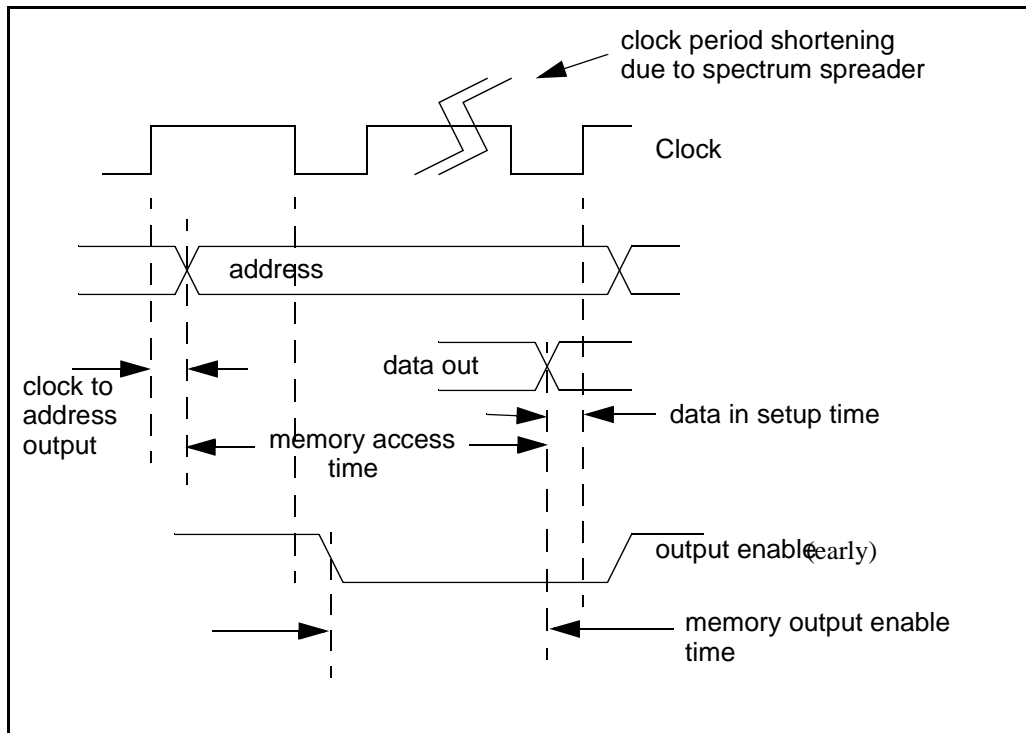 clock period shortening
due to spectrum spreader
Clock
address
data out
clock to
address
output
data in setup time
memory access
time
output enable(early)
memory output enable
time